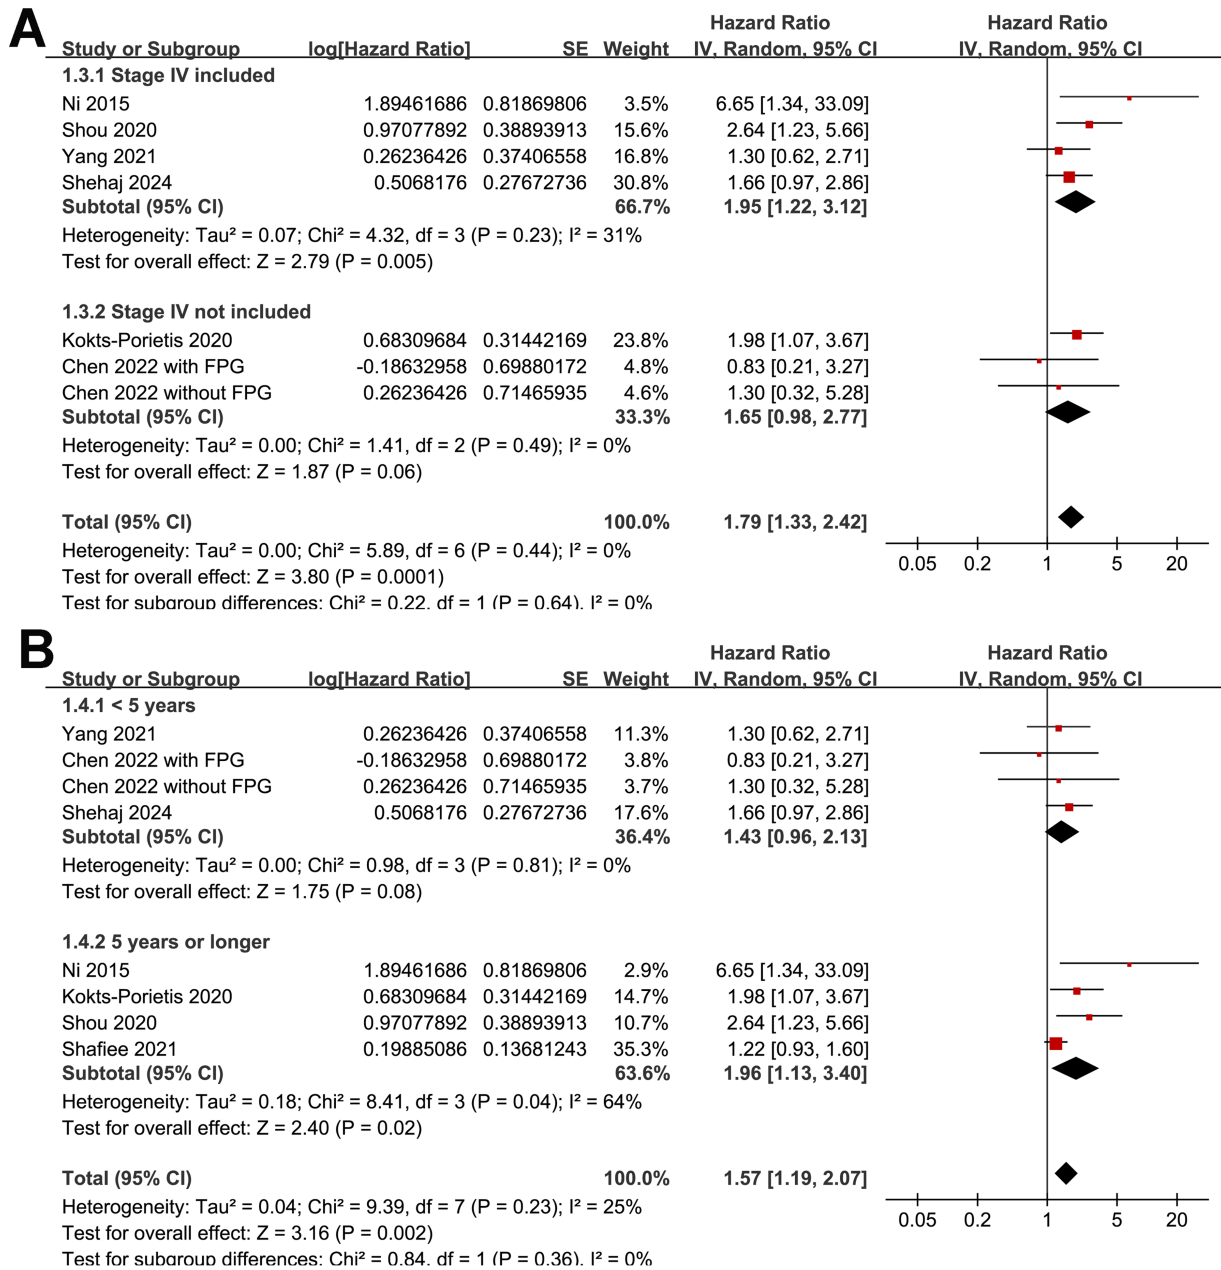 A
Hazard Ratio Hazard Ratio
Study or Subgroup log[Hazard Ratio] SE Weight IV, Random, 95% CI IV, Random, 95% CI
1.3.1 Stage IV included
Ni 2015 1.89461686 0.81869806 3.5% 6.65 [1.34, 33.09]
Shou 2020 0.97077892 0.38893913 15.6% 2.64 [1.23, 5.66]
Yang 2021 0.26236426 0.37406558 16.8% 1.30 [0.62, 2.71]
Shehaj 2024 0.5068176 0.27672736 30.8% 1.66 [0.97, 2.86]
Subtotal (95% CI) 66.7% 1.95 [1.22, 3.12]
Heterogeneity: Tau² = 0.07; Chi² = 4.32, df = 3 (P = 0.23); I² = 31%
Test for overall effect: Z = 2.79 (P = 0.005)
1.3.2 Stage IV not included
Kokts-Porietis 2020 0.68309684 0.31442169 23.8% 1.98 [1.07, 3.67]
Chen 2022 with FPG -0.18632958 0.69880172 4.8% 0.83 [0.21, 3.27]
Chen 2022 without FPG 0.26236426 0.71465935 4.6% 1.30 [0.32, 5.28]
Subtotal (95% CI) 33.3% 1.65 [0.98, 2.77]
Heterogeneity: Tau² = 0.00; Chi² = 1.41, df = 2 (P = 0.49); I² = 0%
Test for overall effect: Z = 1.87 (P = 0.06)
Total (95% CI) 100.0% 1.79 [1.33, 2.42]
Heterogeneity: Tau² = 0.00; Chi² = 5.89, df = 6 (P = 0.44); I² = 0%
Test for overall effect: Z = 3.80 (P = 0.0001)
Test for subgroup differences: Chi² = 0.22, df = 1 (P = 0.64), I² = 0%
0.05 0.2 1 5 20
B
Hazard Ratio Hazard Ratio
Study or Subgroup log[Hazard Ratio] SE Weight IV, Random, 95% CI IV, Random, 95% CI
1.4.1 < 5 years
Yang 2021 0.26236426 0.37406558 11.3% 1.30 [0.62, 2.71]
Chen 2022 with FPG -0.18632958 0.69880172 3.8% 0.83 [0.21, 3.27]
Chen 2022 without FPG 0.26236426 0.71465935 3.7% 1.30 [0.32, 5.28]
Shehaj 2024 0.5068176 0.27672736 17.6% 1.66 [0.97, 2.86]
Subtotal (95% CI) 36.4% 1.43 [0.96, 2.13]
Heterogeneity: Tau² = 0.00; Chi² = 0.98, df = 3 (P = 0.81); I² = 0%
Test for overall effect: Z = 1.75 (P = 0.08)
1.4.2 5 years or longer
Ni 2015 1.89461686 0.81869806 2.9% 6.65 [1.34, 33.09]
Kokts-Porietis 2020 0.68309684 0.31442169 14.7% 1.98 [1.07, 3.67]
Shou 2020 0.97077892 0.38893913 10.7% 2.64 [1.23, 5.66]
Shafiee 2021 0.19885086 0.13681243 35.3% 1.22 [0.93, 1.60]
Subtotal (95% CI) 63.6% 1.96 [1.13, 3.40]
Heterogeneity: Tau² = 0.18; Chi² = 8.41, df = 3 (P = 0.04); I² = 64%
Test for overall effect: Z = 2.40 (P = 0.02)
Total (95% CI) 100.0% 1.57 [1.19, 2.07]
Heterogeneity: Tau² = 0.04; Chi² = 9.39, df = 7 (P = 0.23); I² = 25%
Test for overall effect: Z = 3.16 (P = 0.002)
Test for subgroup differences: Chi² = 0.84, df = 1 (P = 0.36), I² = 0%
0.05 0.2 1 5 20